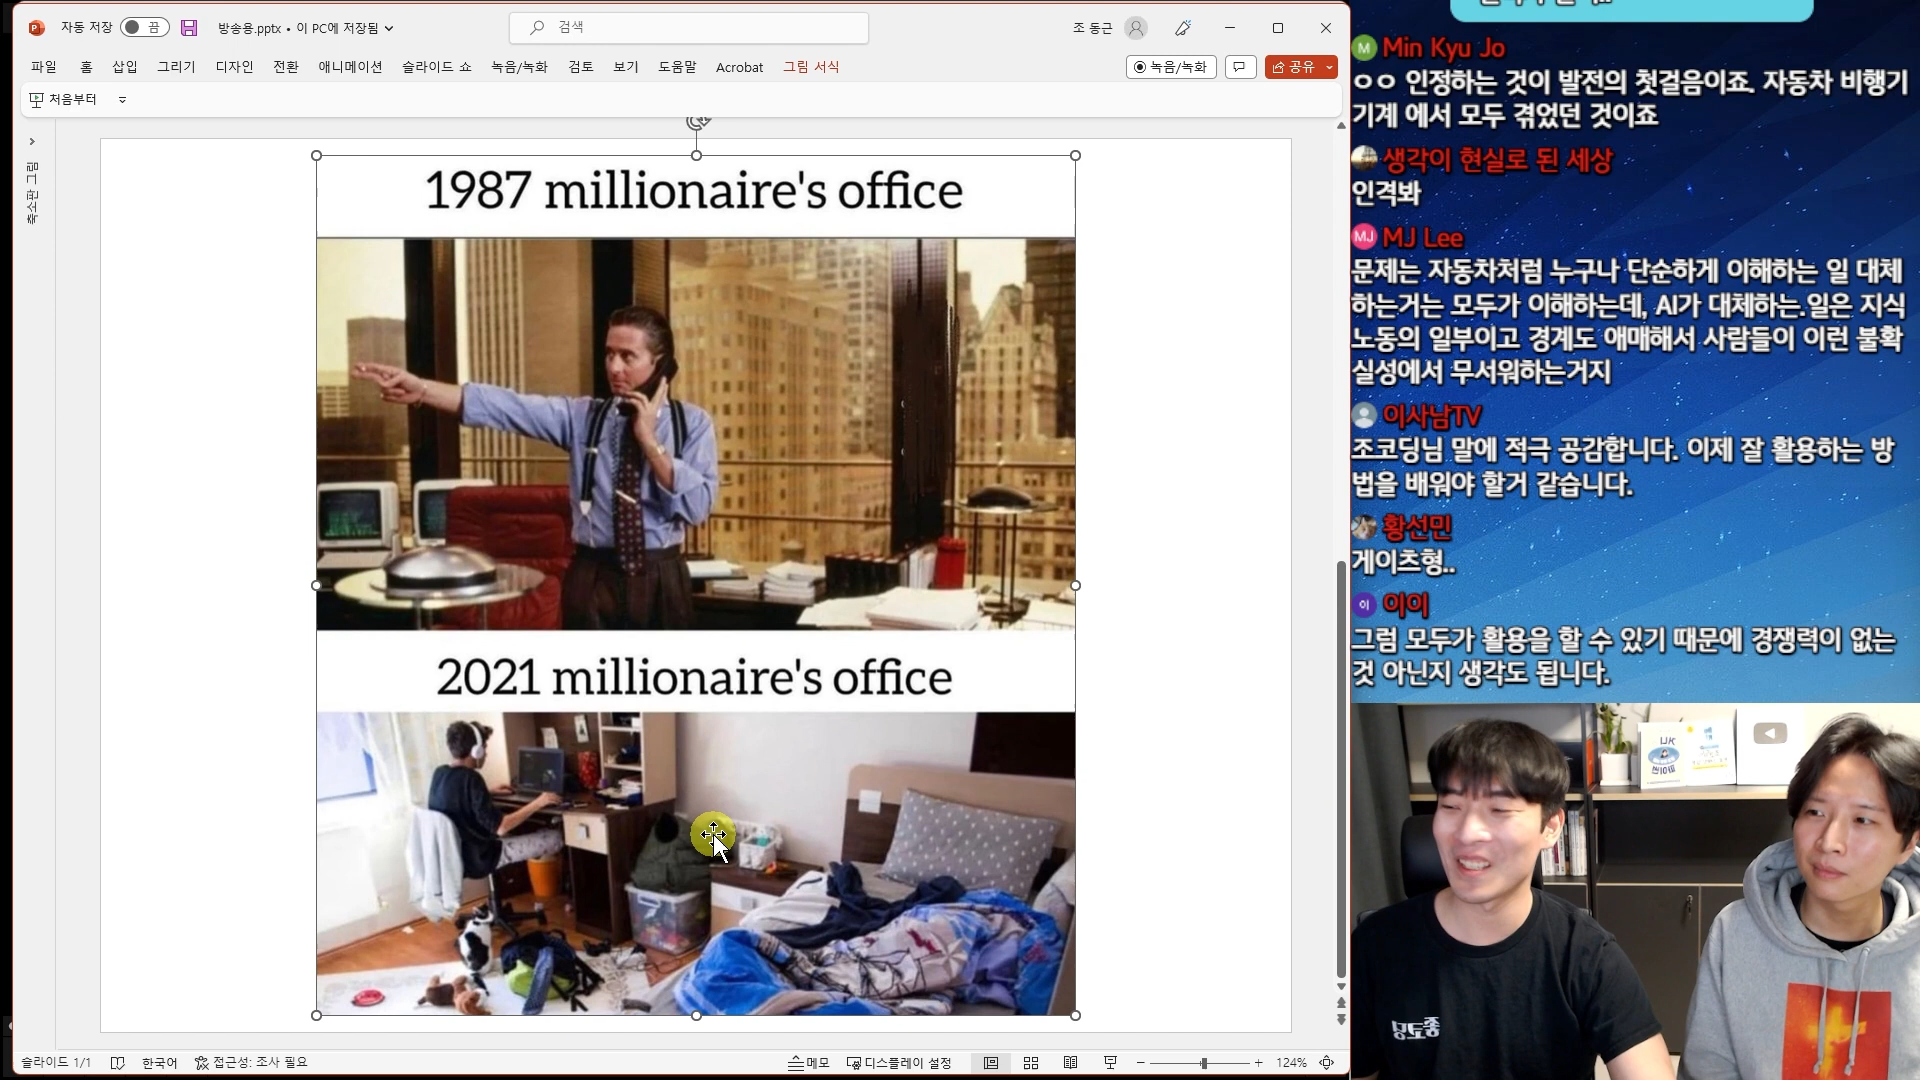 자동 저장 끔 방송용.pptx • 이 PC에 저장됨 검색 조 동근
파일 홈 삽입 그리기 디자인 전환 애니메이션 슬라이드 쇼 녹음/녹화 검토 보기 도움말 Acrobat 그림 서식 녹음/녹화 공유
처음부터
축소판 그림
1987 millionaire's office
2021 millionaire's office
슬라이드 1/1 한국어 접근성: 조사 필요 메모 디스플레이 설정 124%
Min Kyu Jo
ㅇㅇ 인정하는 것이 발전의 첫걸음이죠. 자동차 비행기
기계 에서 모두 겪었던 것이죠
생각이 현실로 된 세상
인격봐
MJ Lee
문제는 자동차처럼 누구나 단순하게 이해하는 일 대체
하는거는 모두가 이해하는데, AI가 대체하는.일은 지식
노동의 일부이고 경계도 애매해서 사람들이 이런 불확
실성에서 무서워하는거지
이사남TV
조코딩님 말에 적극 공감합니다. 이제 잘 활용하는 방
법을 배워야 할거 같습니다.
황선민
게이츠형..
이이
그럼 모두가 활용을 할 수 있기 때문에 경쟁력이 없는
것 아닌지 생각도 됩니다.
조코딩